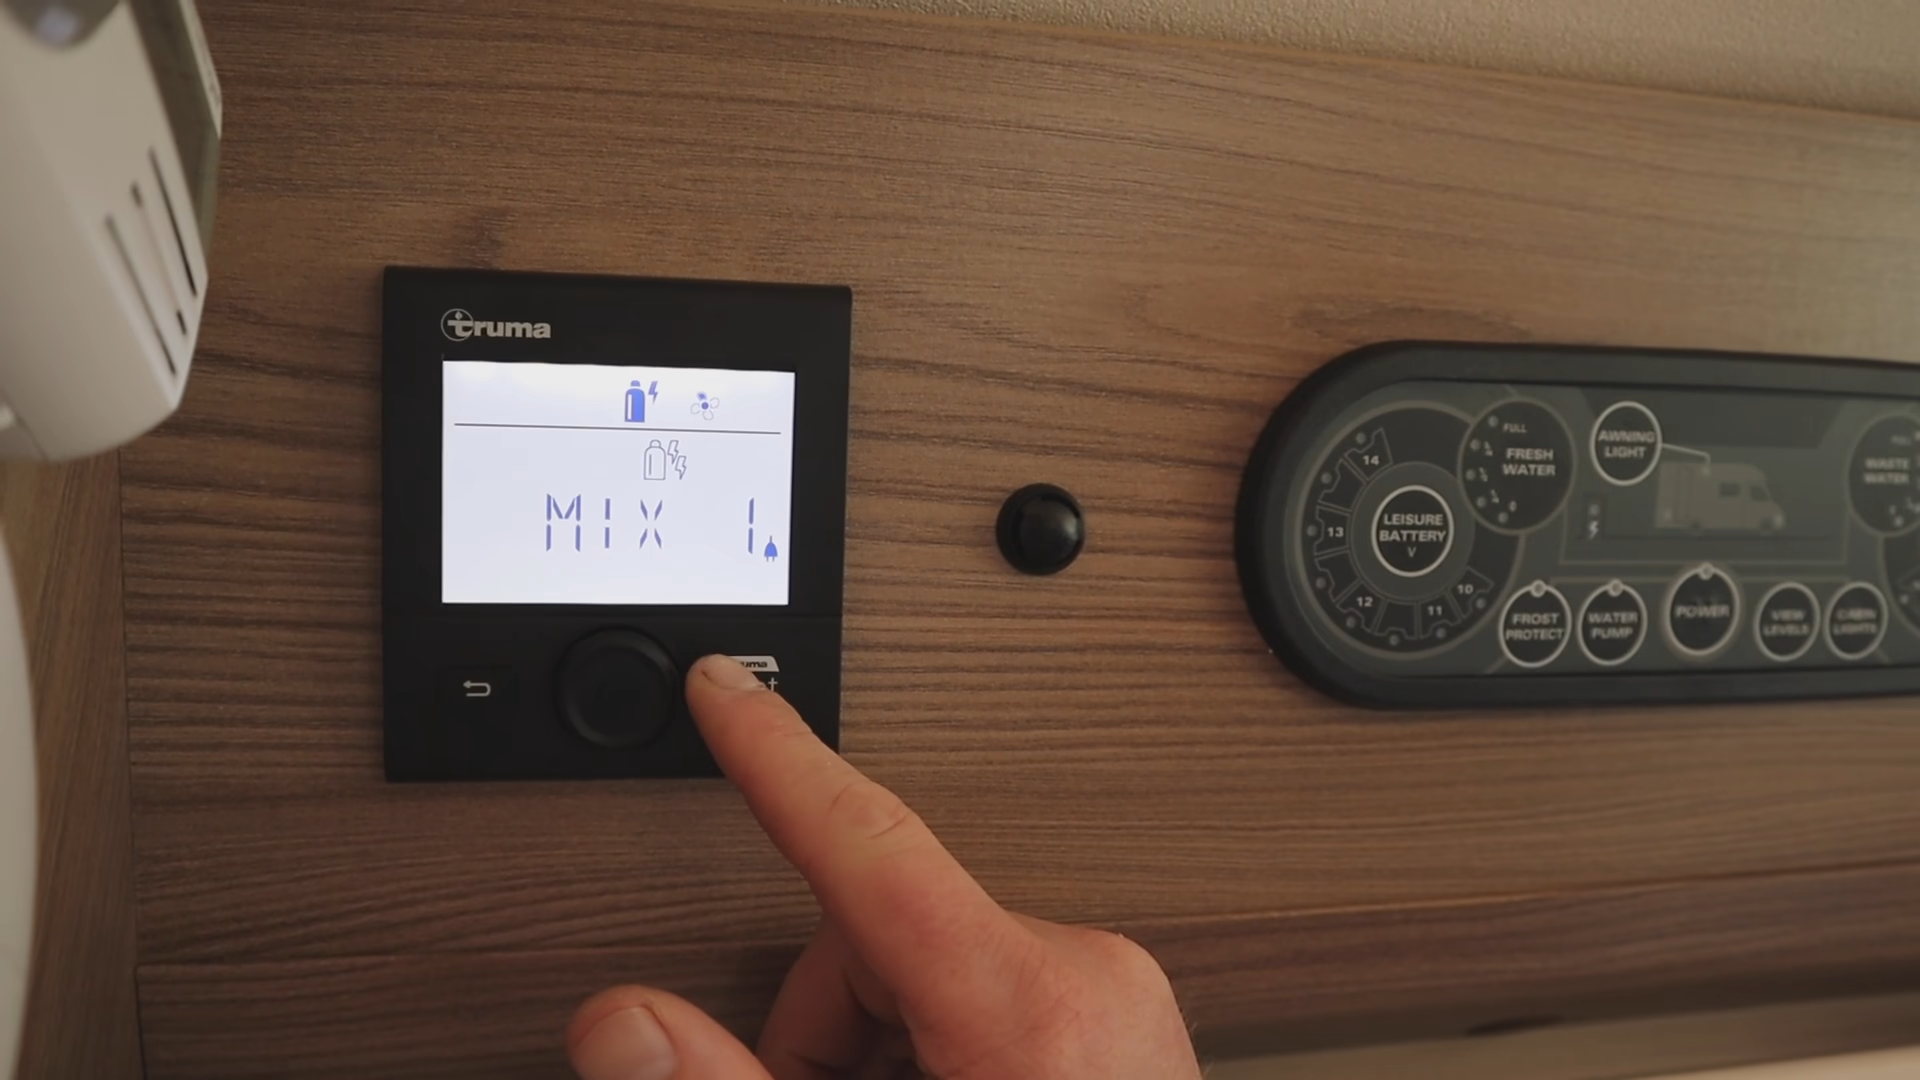 truma
MIX 1
14
13
12
11
10
LEISURE
BATTERY
V
FULL
FRESH
WATER
AWNING
LIGHT
WASTE
WATER
FROST
PROTECT
WATER
PUMP
POWER
VIEW
LEVELS
CABIN
LIGHTS